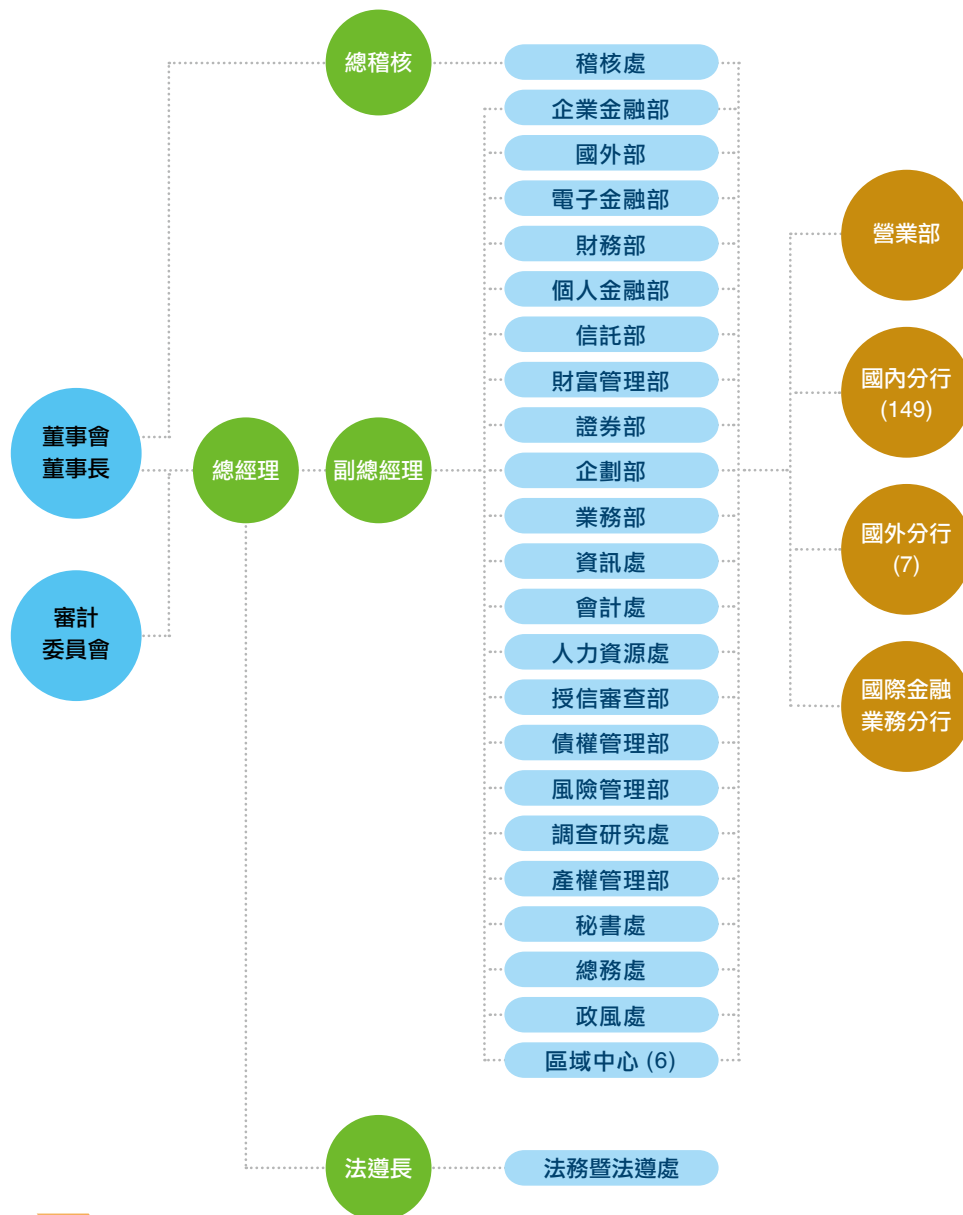 總稽核
稽核處
企業金融部
國外部
電子金融部
財務部
個人金融部
信託部
財富管理部
證券部
企劃部
業務部
資訊處
會計處
人力資源處
授信審查部
債權管理部
風險管理部
調查研究處
產權管理部
秘書處
總務處
政風處
區域中心 (6)
董事會
董事長
總經理
副總經理
審計
委員會
營業部
國內分行
(149)
國外分行
(7)
國際金融
業務分行
法遵長
法務暨法遵處